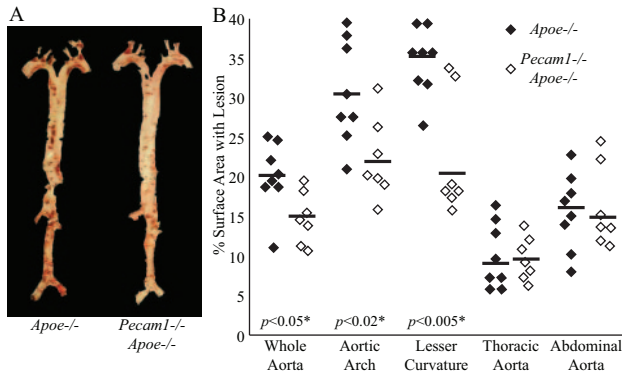 A
Apoe-/-
Pecam1-/-
Apoe-/-
B
Apoe-/-
Pecam1-/-
Apoe-/-
% Surface Area with Lesion
40
35
30
25
20
15
10
5
0
p<0.05*
p<0.02*
p<0.005*
Whole
Aorta
Aortic
Arch
Lesser
Curvature
Thoracic
Aorta
Abdominal
Aorta